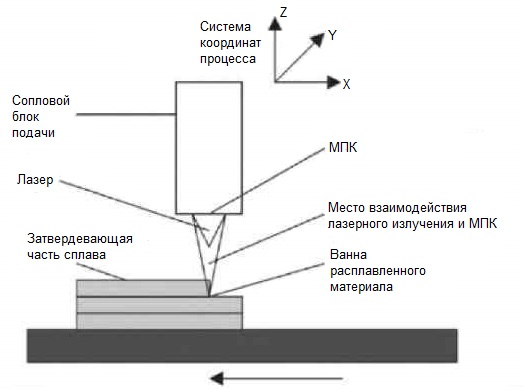 Система
координат
процесса
Z
Y
X
Сопловой
блок
подачи
МПК
Лазер
Место взаимодействия
лазерного излучения и МПК
Затвердевающая
часть сплава
Ванна
расплавленного
материала